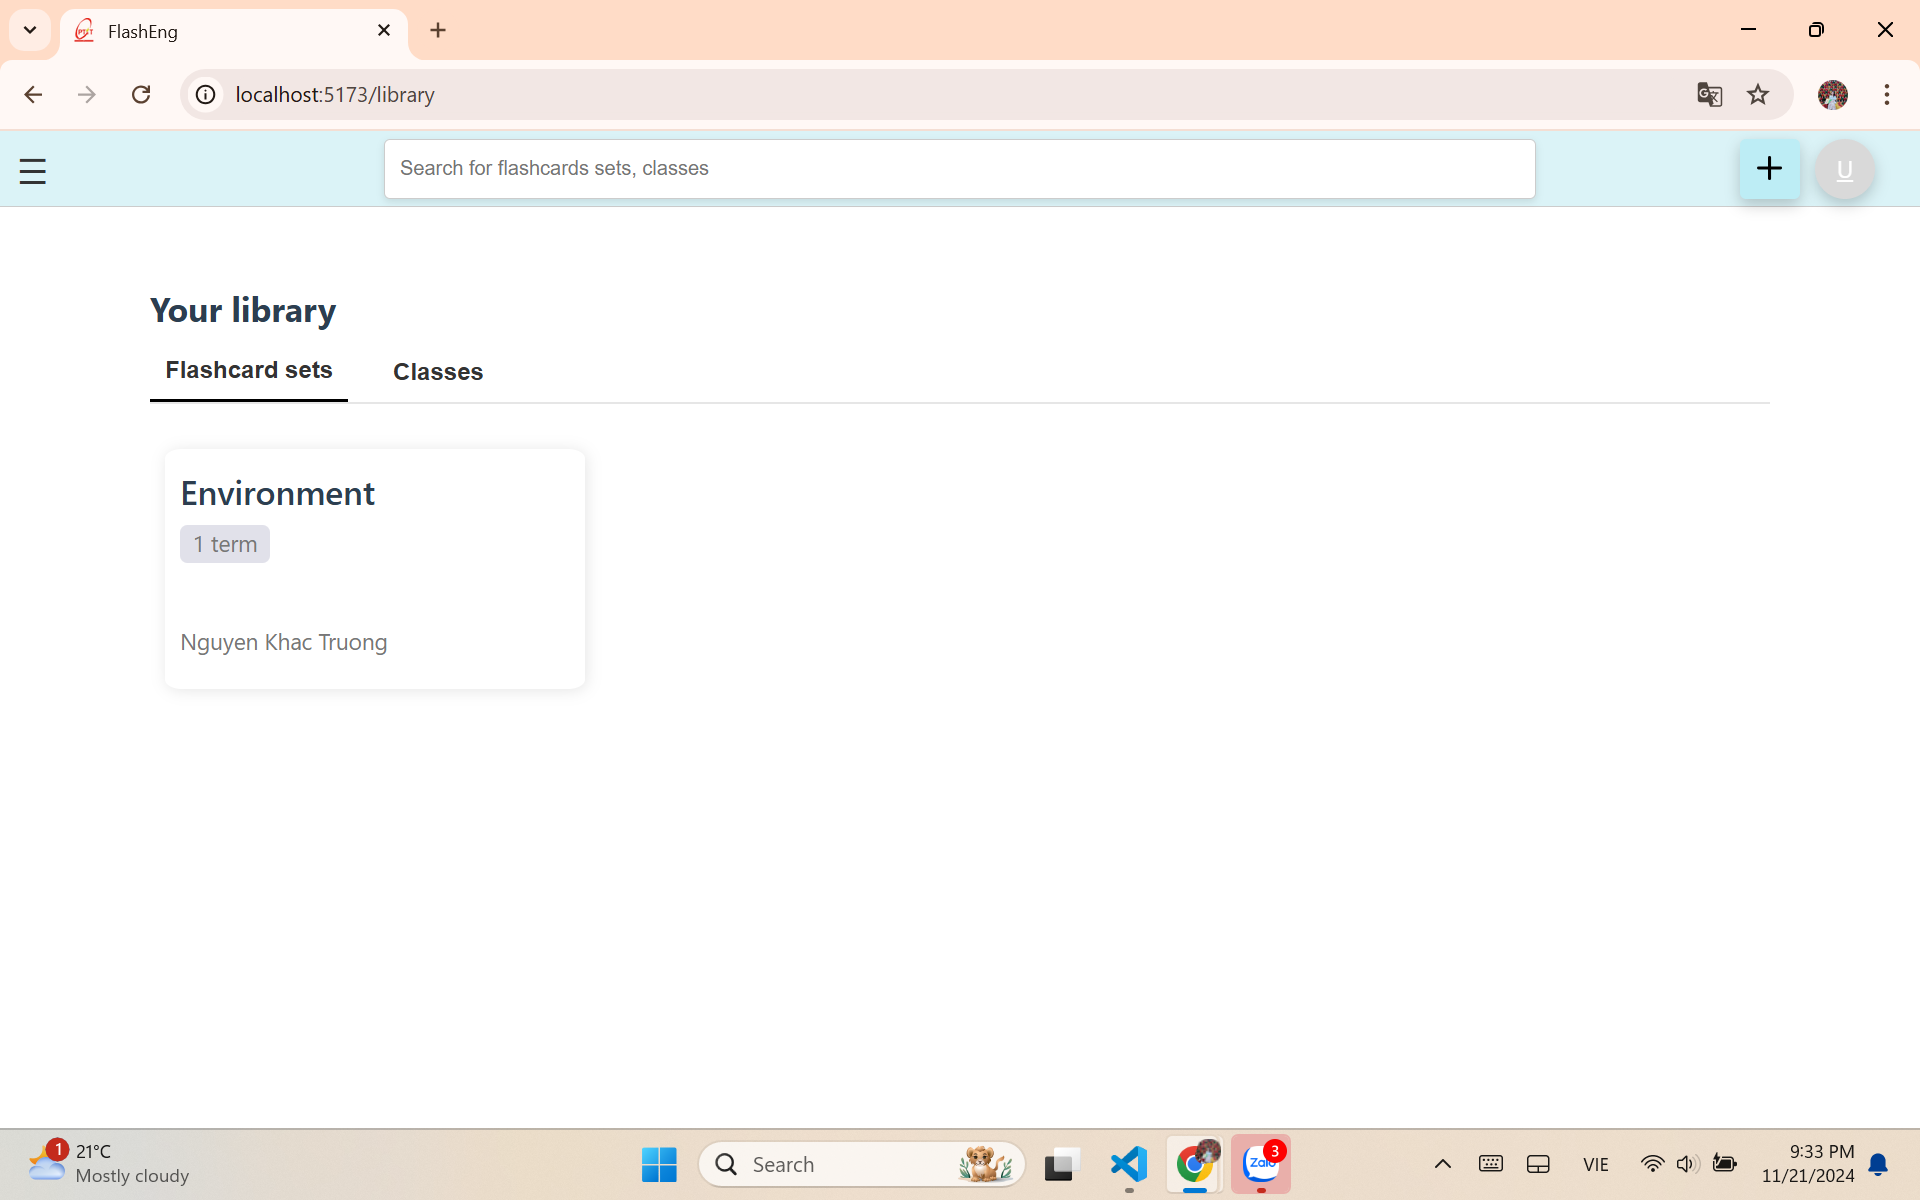 FlashEng
localhost:5173/library
Search for flashcards sets, classes
U
Your library
Flashcard sets
Classes
Environment
1 term
Nguyen Khac Truong
1
21°C
Mostly cloudy
Search
Zalo
3
VIE
9:33 PM
11/21/2024